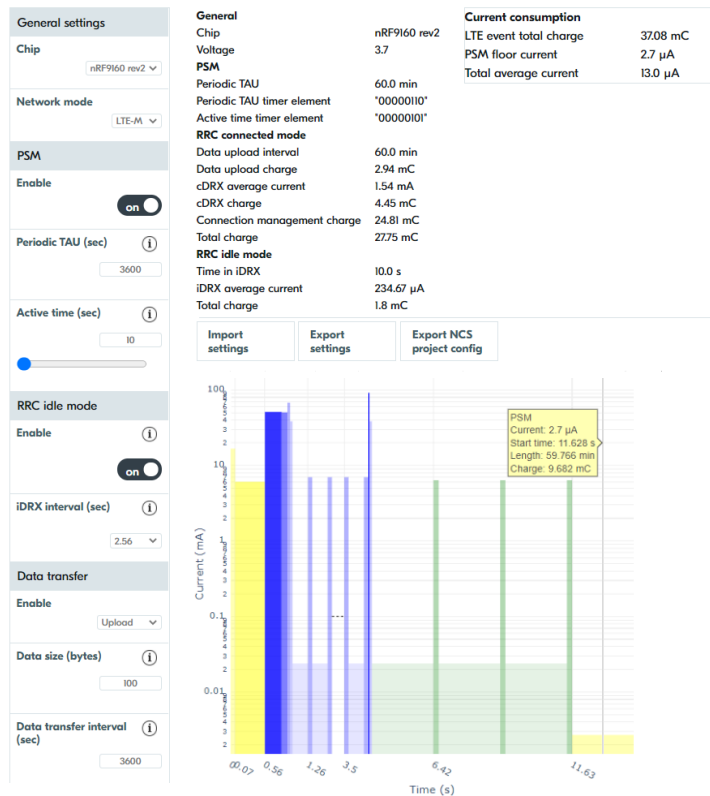 General settings
Chip
nRF9160 rev2
Network mode
LTE-M
PSM
Enable
on
Periodic TAU (sec)
i
3600
Active time (sec)
i
10
RRC idle mode
Enable
i
on
iDRX interval (sec)
i
2.56
Data transfer
Enable
Upload
Data size (bytes)
i
100
Data transfer interval
(sec)
i
3600
General
Chip nRF9160 rev2
Voltage 3.7
PSM
Periodic TAU 60.0 min
Periodic TAU timer element "00000110"
Active time timer element "00000101"
RRC connected mode
Data upload interval 60.0 min
Data upload charge 2.94 mC
cDRX average current 1.54 mA
cDRX charge 4.45 mC
Connection management charge 24.81 mC
Total charge 27.75 mC
RRC idle mode
Time in iDRX 10.0 s
iDRX average current 234.67 µA
Total charge 1.8 mC
Current consumption
LTE event total charge 37.08 mC
PSM floor current 2.7 µA
Total average current 13.0 µA
Import
settings
Export
settings
Export NCS
project config
100
10
1
0.1
0.01
Current (mA)
PSM
Current: 2.7 µA
Start time: 11.628 s
Length: 59.766 min
Charge: 9.682 mC
0.07 0.56 1.26 3.5 6.42 11.63
Time (s)